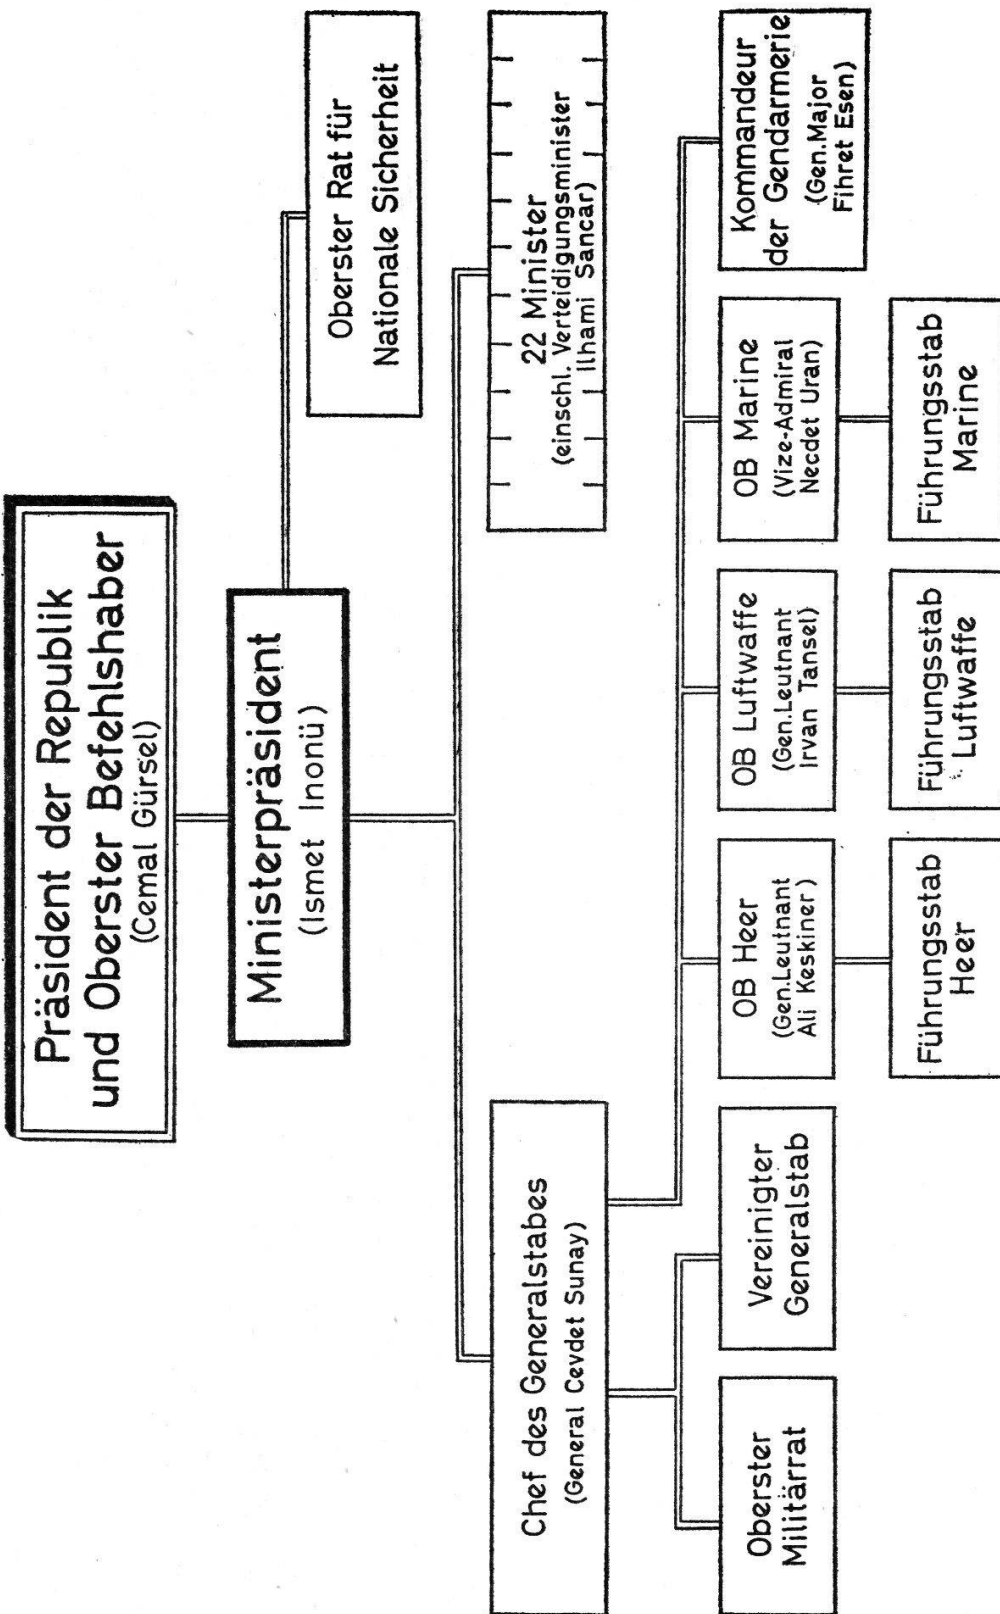 Präsident der Republik
und Oberster Befehlshaber
(Cemal Gürsel)
Ministerpräsident
(Ismet Inonü)
Oberster Rat für
Nationale Sicherheit
Chef des Generalstabes
(General Cevdet Sunay)
22 Minister
(einschl. Verteidigungsminister
Ilhami Sancar)
Oberster
Militärrat
Vereinigter
Generalstab
OB Heer
(Gen.Leutnant
Ali Keskiner)
OB Luftwaffe
(Gen.Leutnant
Irvan Tansel)
OB Marine
(Vize-Admiral
Necdet Uran)
Kommandeur
der Gendarmerie
(Gen.Major
Fihret Esen)
Führungsstab
Heer
Führungsstab
Luftwaffe
Führungsstab
Marine